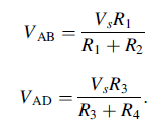 V_AB = V_s R_1 / (R_1 + R_2)
V_AD = V_s R_3 / (R_3 + R_4).